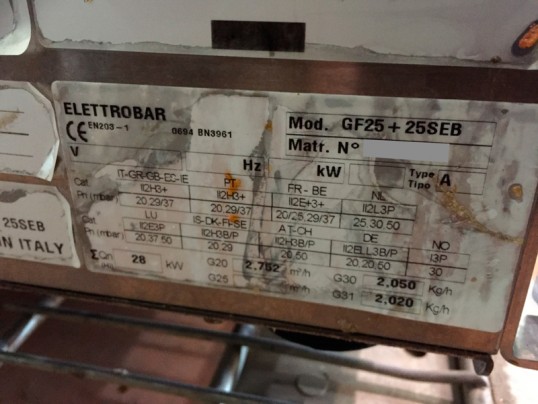 ELETTROBAR
CE EN203-1 0694 BN3961
V Hz kW
Mod. GF25+25SEB
Matr. N°
Type Tipo A
Cat IT-GR-GB-EC-IE PT FR-BE NL
II2H3+ II2H3+ II2E+3+ II2L3P
Pn (mbar) 20.29/37 20.29/37 20/25,29/37 25.30.50
Cat LU IS-DK-FI-SE AT-CH DE NO
II2E3P II2H3B/P II2H3B/P II2ELL3B/P I3P
Pn (mbar) 20.37.50 20.29 20.50 20.20.50 30
ΣQn 28 kW G20 2,752 m³/h G30 2,050 Kg/h
G25 m³/h G31 2,020 Kg/h
25SEB
IN ITALY